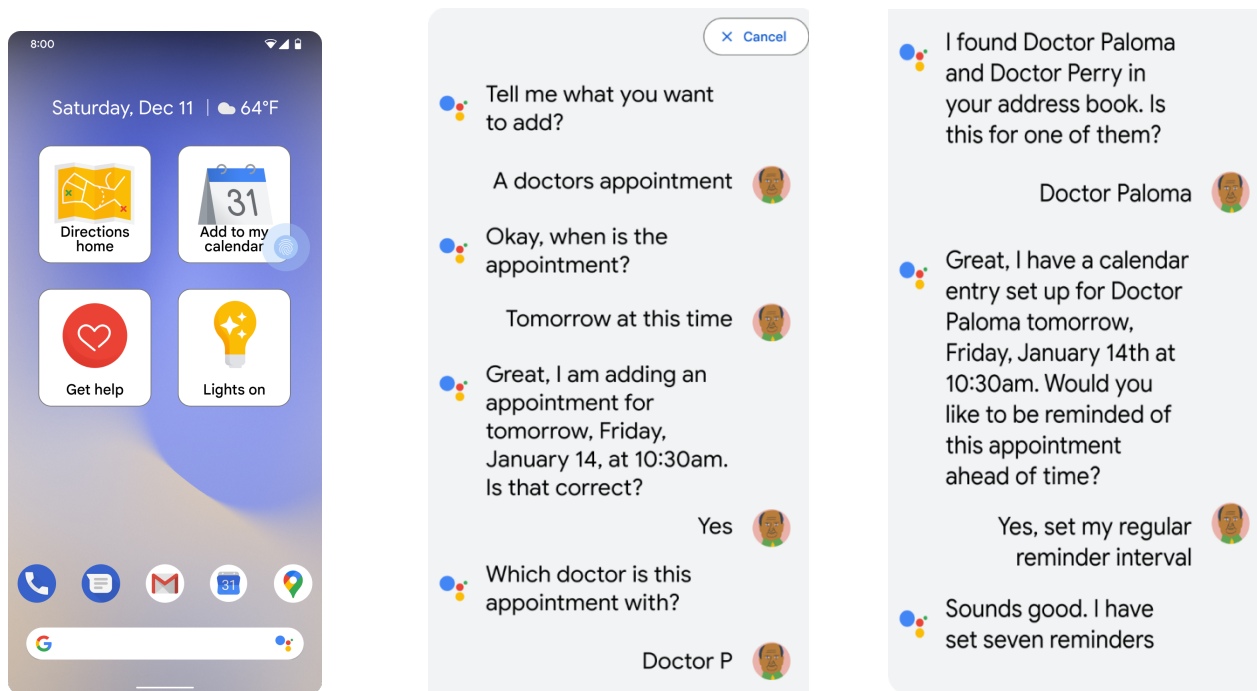 8:00
Saturday, Dec 11 | 64°F
Directions
home
31
Add to my
calendar
Get help
Lights on
31
G
Cancel
Tell me what you want
to add?
A doctors appointment
Okay, when is the
appointment?
Tomorrow at this time
Great, I am adding an
appointment for
tomorrow, Friday,
January 14, at 10:30am.
Is that correct?
Yes
Which doctor is this
appointment with?
Doctor P
I found Doctor Paloma
and Doctor Perry in
your address book. Is
this for one of them?
Doctor Paloma
Great, I have a calendar
entry set up for Doctor
Paloma tomorrow,
Friday, January 14th at
10:30am. Would you
like to be reminded of
this appointment
ahead of time?
Yes, set my regular
reminder interval
Sounds good. I have
set seven reminders